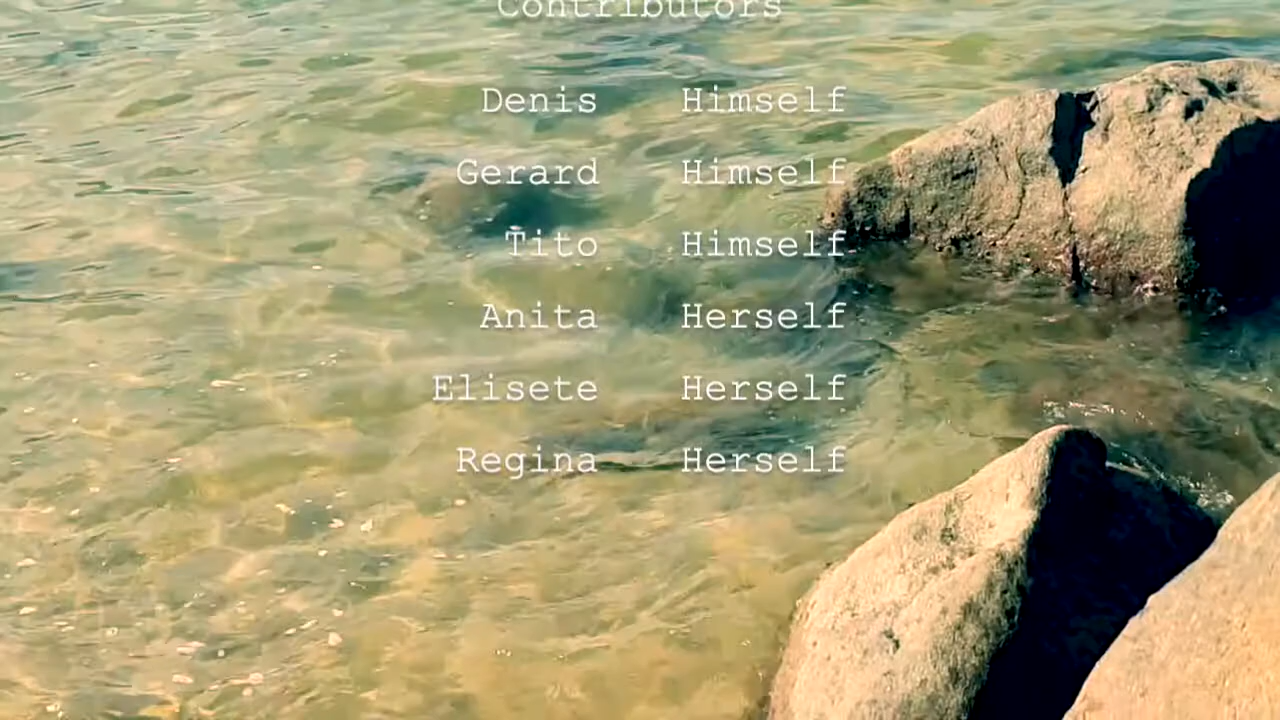 Contributors
Denis Himself
Gerard Himself
Tito Himself
Anita Herself
Elisete Herself
Regina Herself